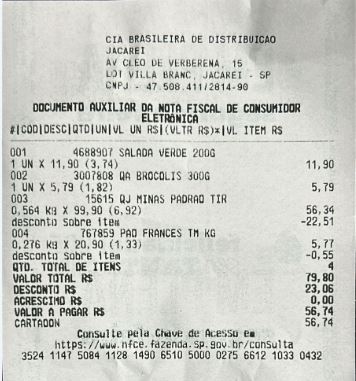 CIA BRASILEIRA DE DISTRIBUICAO
JACAREI
AV CLEO DE VERBERENA, 15
LOT VILLA BRANC, JACAREI - SP
CNPJ - 47.508.411/2814-90
DOCUMENTO AUXILIAR DA NOTA FISCAL DE CONSUMIDOR
ELETRÔNICA
#|COD|DESC|QTD|UN|VL UN R$|(VLTR R$)*|VL ITEM R$
001 4688907 SALADA VERDE 200G
1 UN X 11,90 (3,74) 11,90
002 3007808 QA BROCOLIS 300G
1 UN X 5,79 (1,82) 5,79
003 15615 QJ MINAS PADRAO TIR
0,564 kg X 99,90 (6,92) 56,34
desconto sobre item -22,51
004 767859 PAO FRANCES TM KG
0,276 kg X 20,90 (1,33) 5,77
desconto sobre item -0,55
QTD. TOTAL DE ITENS 4
VALOR TOTAL R$ 79,80
DESCONTO R$ 23,06
ACRESCIMO R$ 0,00
VALOR A PAGAR R$ 56,74
CARTAOON 56,74
Consulte pela Chave de Acesso em
https://www.nfce.fazenda.sp.gov.br/consulta
3524 1147 5084 1128 1490 6510 5000 0275 6612 1033 0432